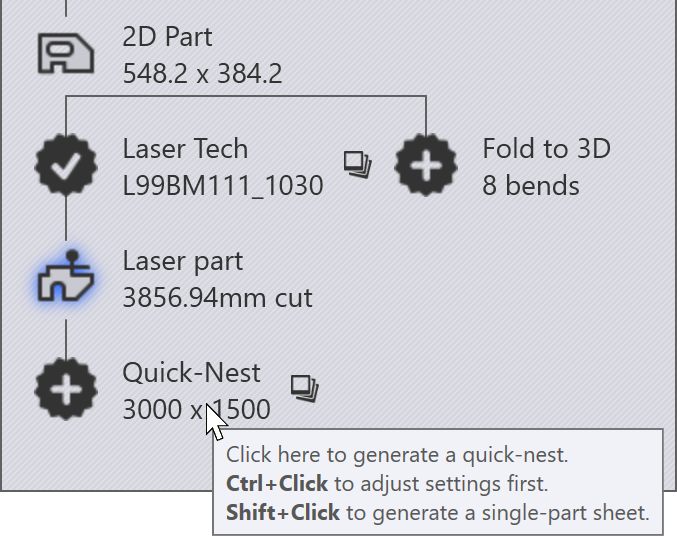 2D Part
548.2 x 384.2
Laser Tech
L99BM111_1030
Fold to 3D
8 bends
Laser part
3856.94mm cut
Quick-Nest
3000 x 1500
Click here to generate a quick-nest.
Ctrl+Click to adjust settings first.
Shift+Click to generate a single-part sheet.